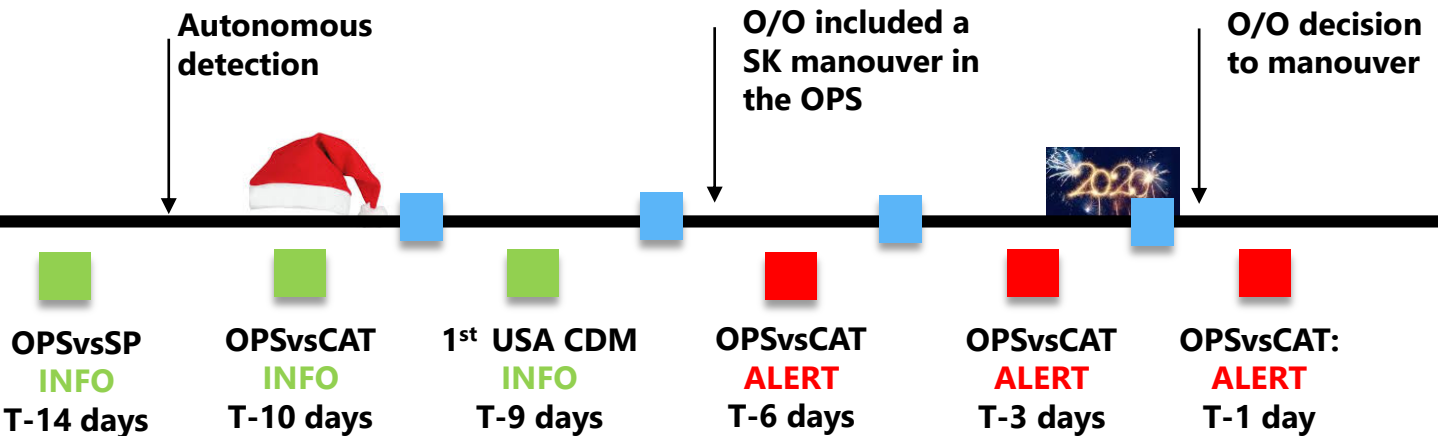 Autonomous
detection
O/O included a
SK manouver in
the OPS
O/O decision
to manouver
2020
OPSvsSP
INFO
T-14 days
OPSvsCAT
INFO
T-10 days
1st USA CDM
INFO
T-9 days
OPSvsCAT
ALERT
T-6 days
OPSvsCAT
ALERT
T-3 days
OPSvsCAT:
ALERT
T-1 day